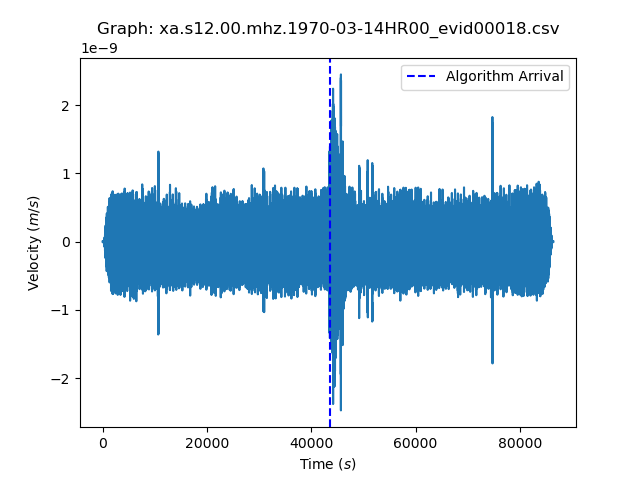 Graph: xa.s12.00.mhz.1970-03-14HR00_evid00018.csv
1e−9
Algorithm Arrival
2
1
0
−1
−2
Velocity (m/s)
0 20000 40000 60000 80000
Time (s)